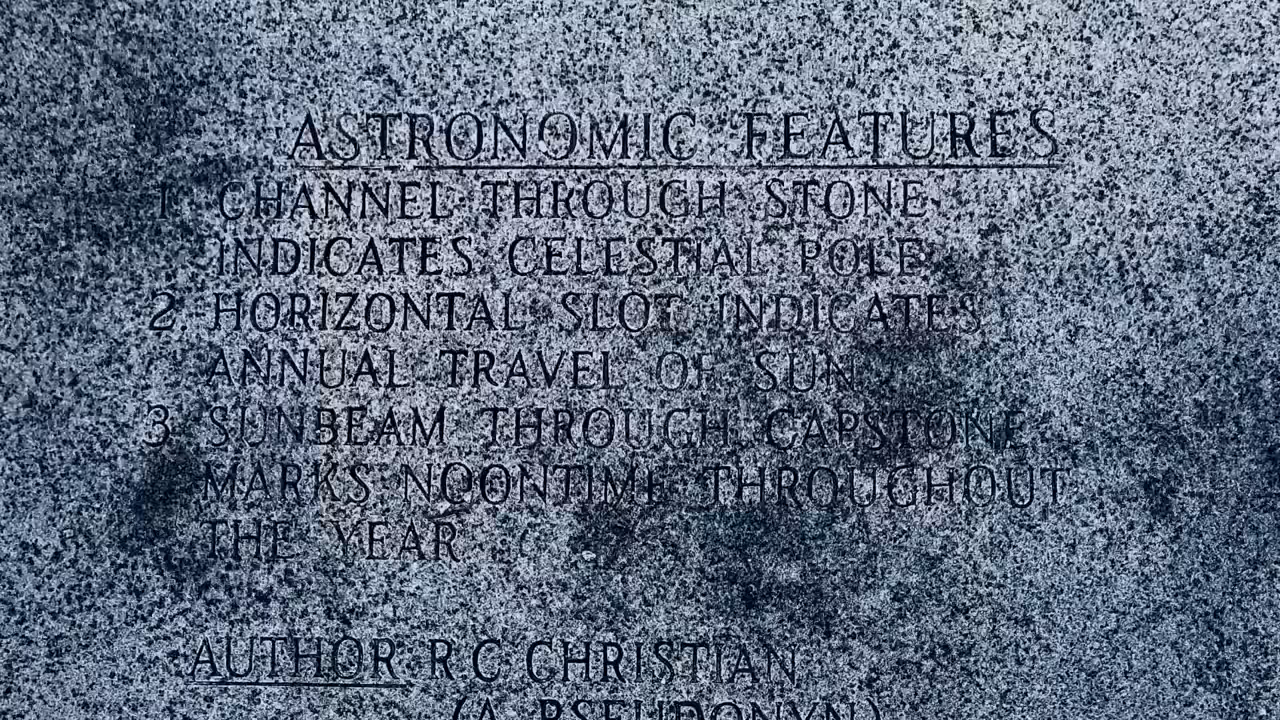 ASTRONOMIC FEATURES
1. CHANNEL THROUGH STONE
INDICATES CELESTIAL POLE
2. HORIZONTAL SLOT INDICATES
ANNUAL TRAVEL OF SUN
3. SUNBEAM THROUGH CAPSTONE
MARKS NOONTIME THROUGHOUT
THE YEAR
AUTHOR R C CHRISTIAN
(A PSEUDONYN)